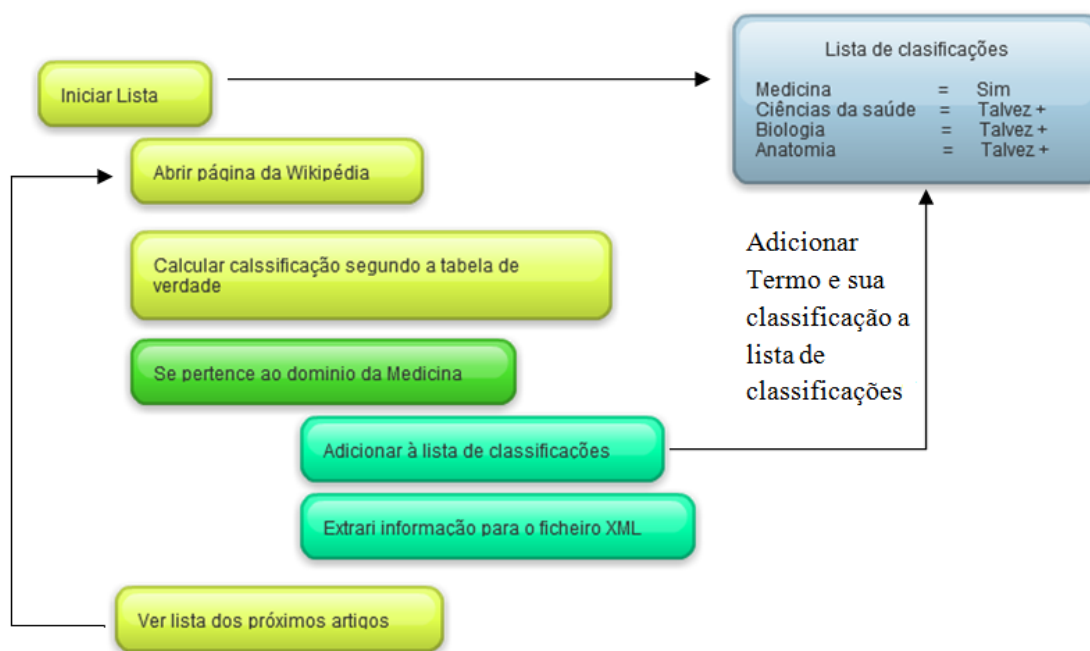 Iniciar Lista
Lista de clasificações
Medicina = Sim
Ciências da saúde = Talvez +
Biologia = Talvez +
Anatomia = Talvez +
Abrir página da Wikipédia
Calcular calssificação segundo a tabela de
verdade
Se pertence ao dominio da Medicina
Adicionar à lista de classificações
Extrari informação para o ficheiro XML
Ver lista dos próximos artigos
Adicionar
Termo e sua
classificação a
lista de
classificações